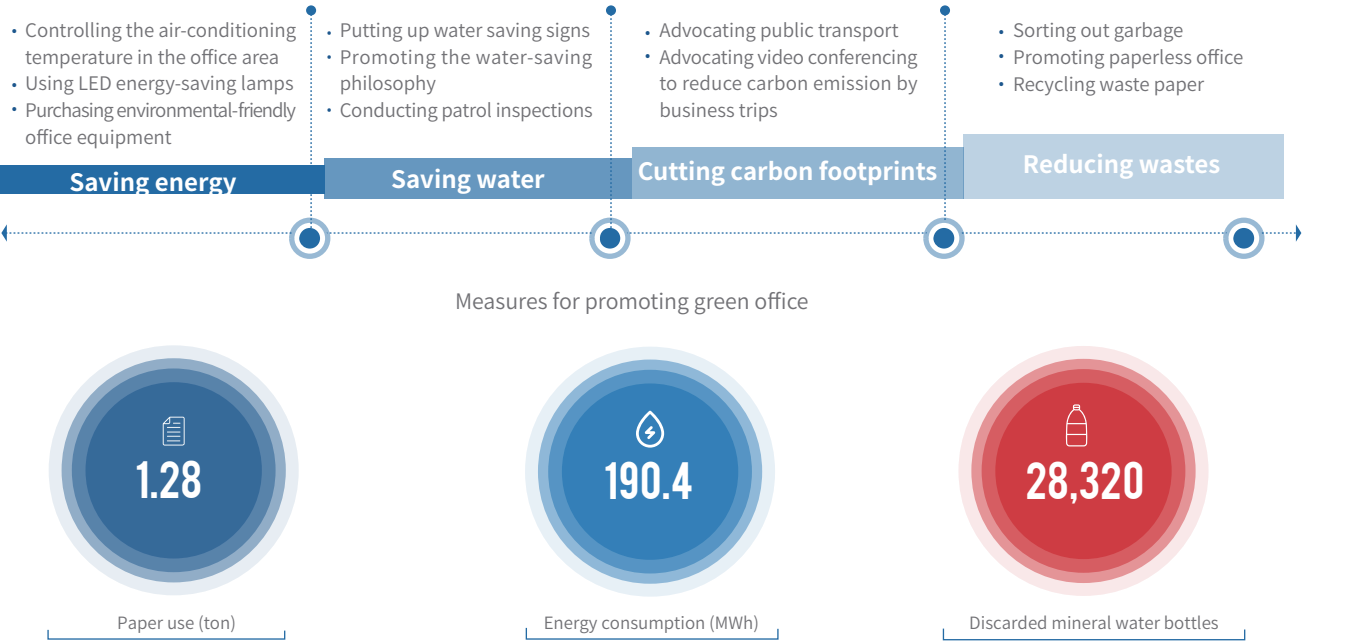 • Controlling the air-conditioning
temperature in the office area
• Using LED energy-saving lamps
• Purchasing environmental-friendly
office equipment
Saving energy
• Putting up water saving signs
• Promoting the water-saving
philosophy
• Conducting patrol inspections
Saving water
• Advocating public transport
• Advocating video conferencing
to reduce carbon emission by
business trips
Cutting carbon footprints
• Sorting out garbage
• Promoting paperless office
• Recycling waste paper
Reducing wastes
Measures for promoting green office
1.28
Paper use (ton)
190.4
Energy consumption (MWh)
28,320
Discarded mineral water bottles